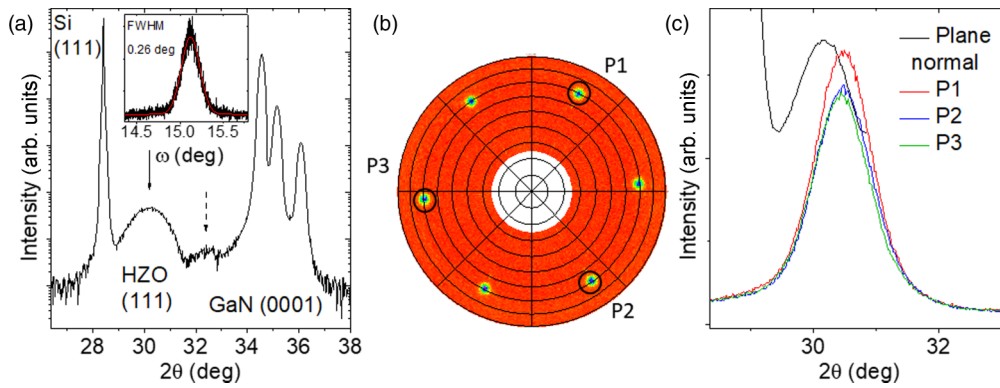 (a)
Si
(111)
FWHM
0.26 deg
14.5 15.0 15.5
ω (deg)
HZO
(111)
GaN (0001)
Intensity (arb. units)
26 28 30 32 34 36 38
2θ (deg)
(b)
P1
P3
P2
(c)
Plane
normal
P1
P2
P3
Intensity (arb. units)
30 32
2θ (deg)